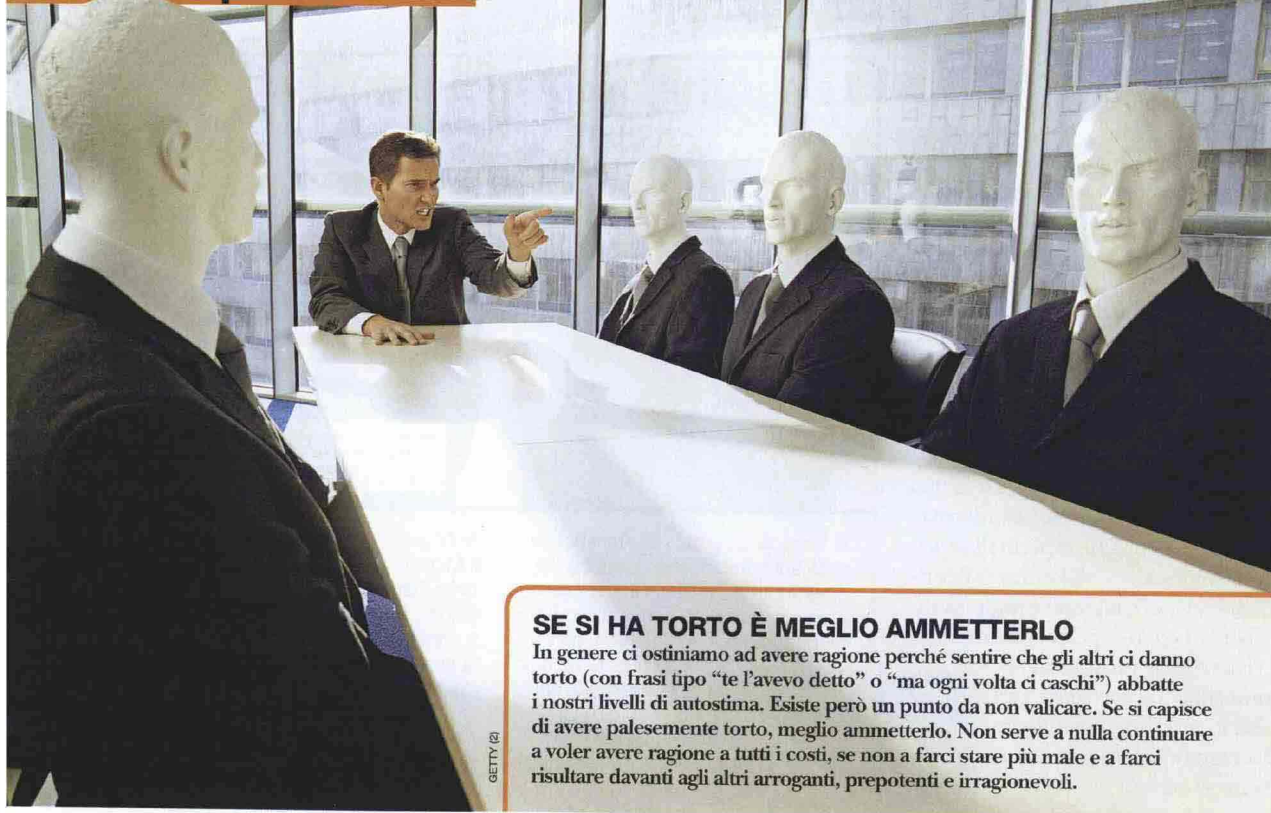 SE SI HA TORTO È MEGLIO AMMETTERLO
In genere ci ostiniamo ad avere ragione perché sentire che gli altri ci danno
torto (con frasi tipo “te l'avevo detto” o “ma ogni volta ci caschi”) abbatte
i nostri livelli di autostima. Esiste però un punto da non valicare. Se si capisce
di avere palesemente torto, meglio ammetterlo. Non serve a nulla continuare
a voler avere ragione a tutti i costi, se non a farci stare più male e a farci
risultare davanti agli altri arroganti, prepotenti e irragionevoli.
GETTY (2)